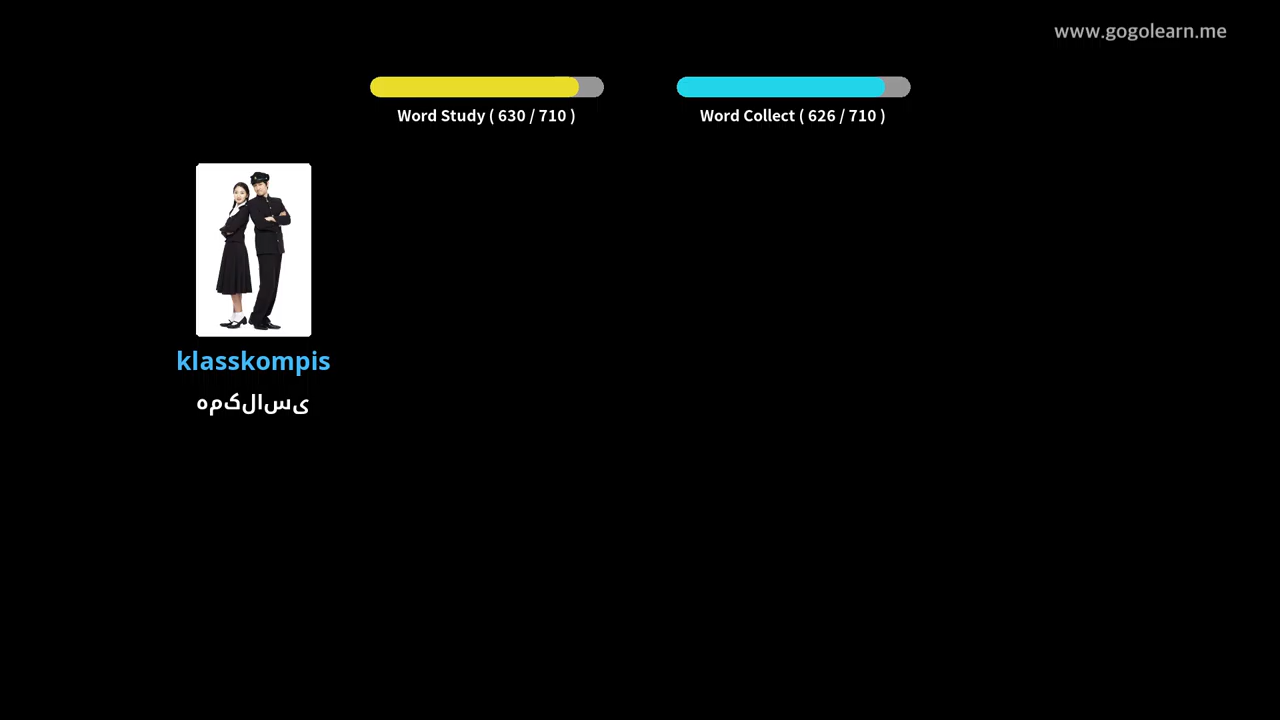 www.gogolearn.me
Word Study ( 630 / 710 )
Word Collect ( 626 / 710 )
klasskompis
همکلاسی